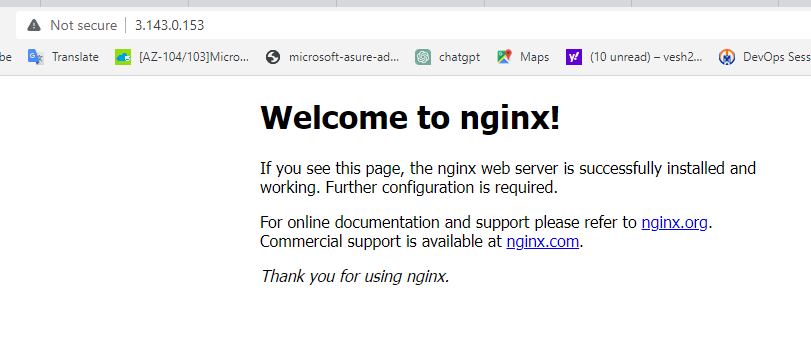 Not secure | 3.143.0.153
be Translate [AZ-104/103]Micro... microsoft-asure-ad... chatgpt Maps (10 unread) – vesh2... DevOps Sess
Welcome to nginx!
If you see this page, the nginx web server is successfully installed and
working. Further configuration is required.
For online documentation and support please refer to nginx.org.
Commercial support is available at nginx.com.
Thank you for using nginx.